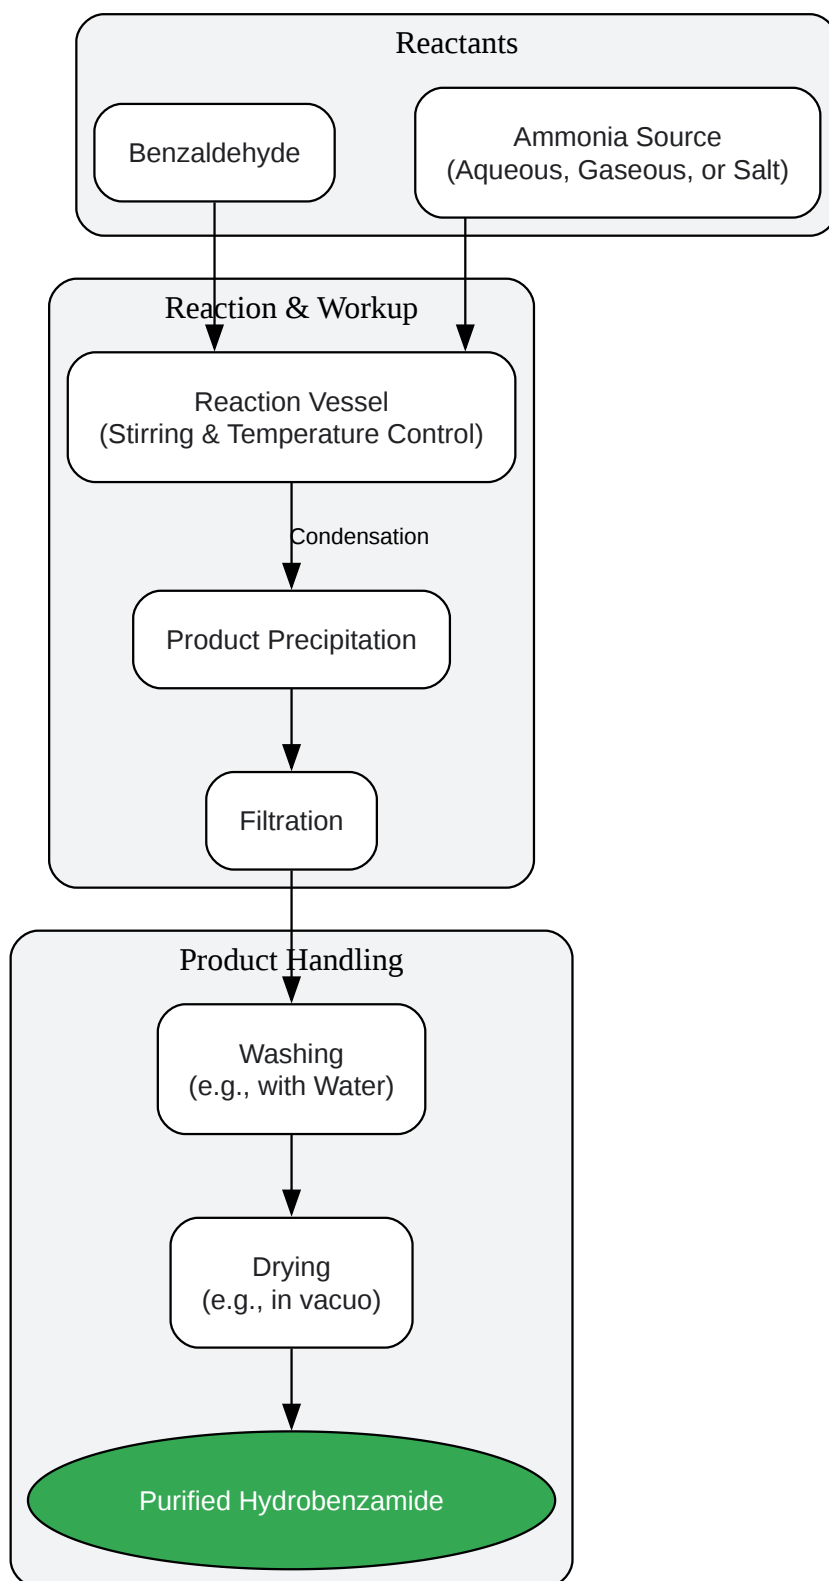 Reactants
Benzaldehyde
Ammonia Source
(Aqueous, Gaseous, or Salt)
Reaction & Workup
Reaction Vessel
(Stirring & Temperature Control)
Condensation
Product Precipitation
Filtration
Product Handling
Washing
(e.g., with Water)
Drying
(e.g., in vacuo)
Purified Hydrobenzamide